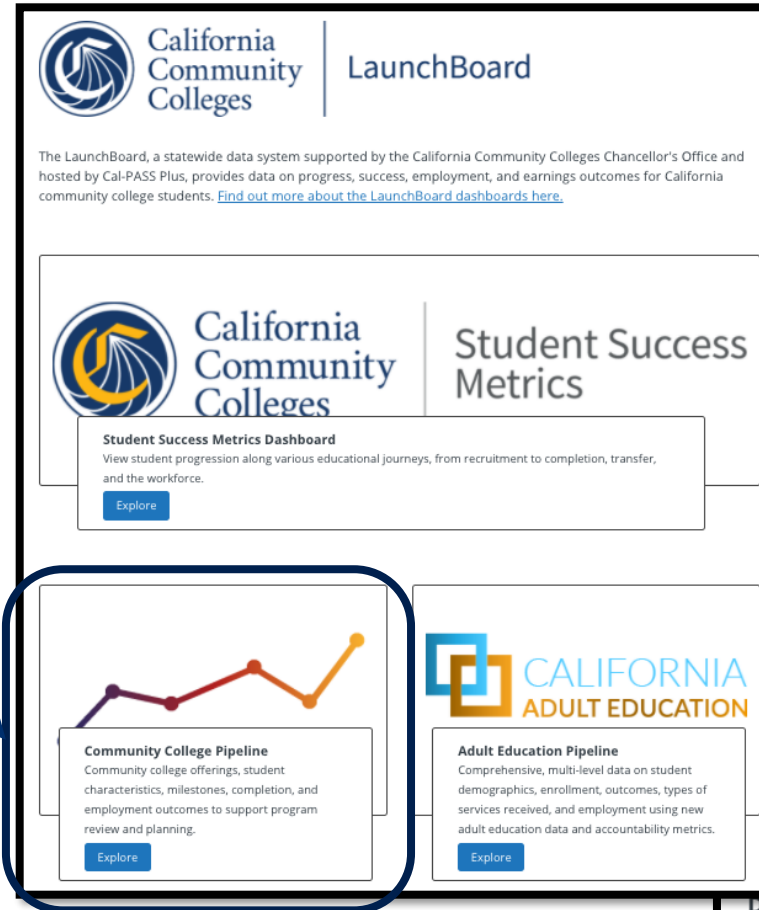 California
Community
Colleges
LaunchBoard
The LaunchBoard, a statewide data system supported by the California Community Colleges Chancellor's Office and
hosted by Cal-PASS Plus, provides data on progress, success, employment, and earnings outcomes for California
community college students. Find out more about the LaunchBoard dashboards here.
California
Community
Colleges
Student Success
Metrics
Student Success Metrics Dashboard
View student progression along various educational journeys, from recruitment to completion, transfer,
and the workforce.
Explore
Community College Pipeline
Community college offerings, student
characteristics, milestones, completion, and
employment outcomes to support program
review and planning.
Explore
CALIFORNIA
ADULT EDUCATION
Adult Education Pipeline
Comprehensive, multi-level data on student
demographics, enrollment, outcomes, types of
services received, and employment using new
adult education data and accountability metrics.
Explore